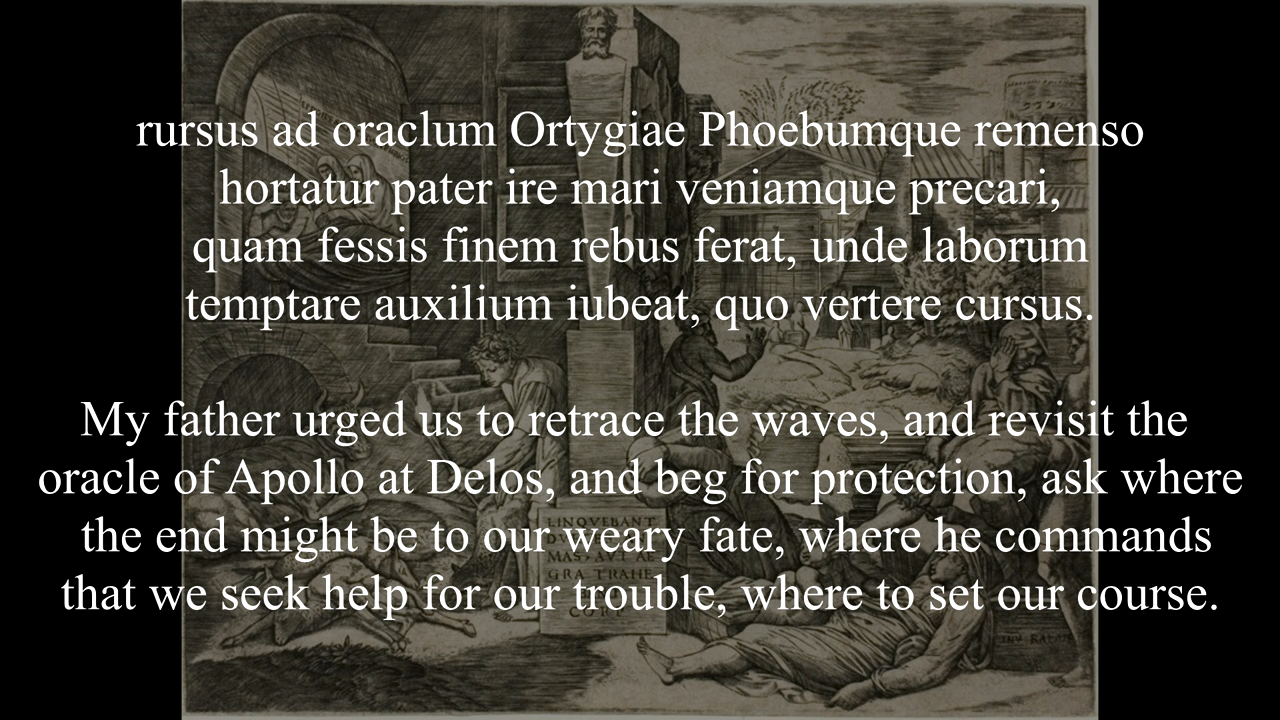 rursus ad oraclum Ortygiae Phoebumque remenso
hortatur pater ire mari veniamque precari,
quam fessis finem rebus ferat, unde laborum
temptare auxilium iubeat, quo vertere cursus.
My father urged us to retrace the waves, and revisit the
oracle of Apollo at Delos, and beg for protection, ask where
the end might be to our weary fate, where he commands
that we seek help for our trouble, where to set our course.
LINQVEBANT
GRA TRAHE